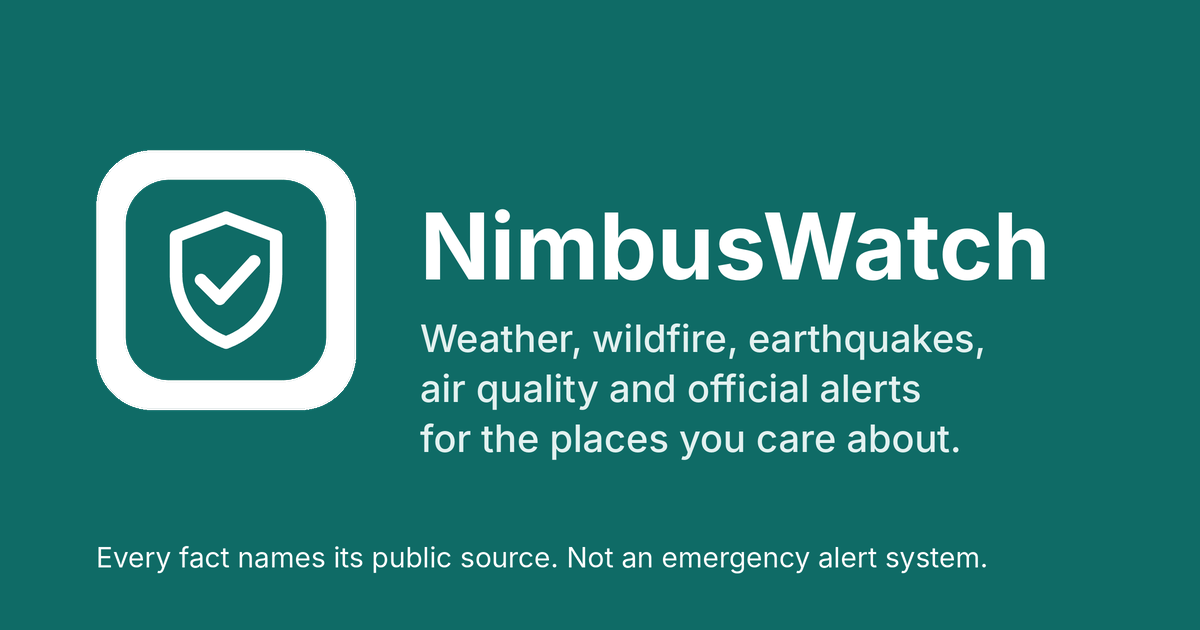 NimbusWatch
Weather, wildfire, earthquakes,
air quality and official alerts
for the places you care about.
Every fact names its public source. Not an emergency alert system.